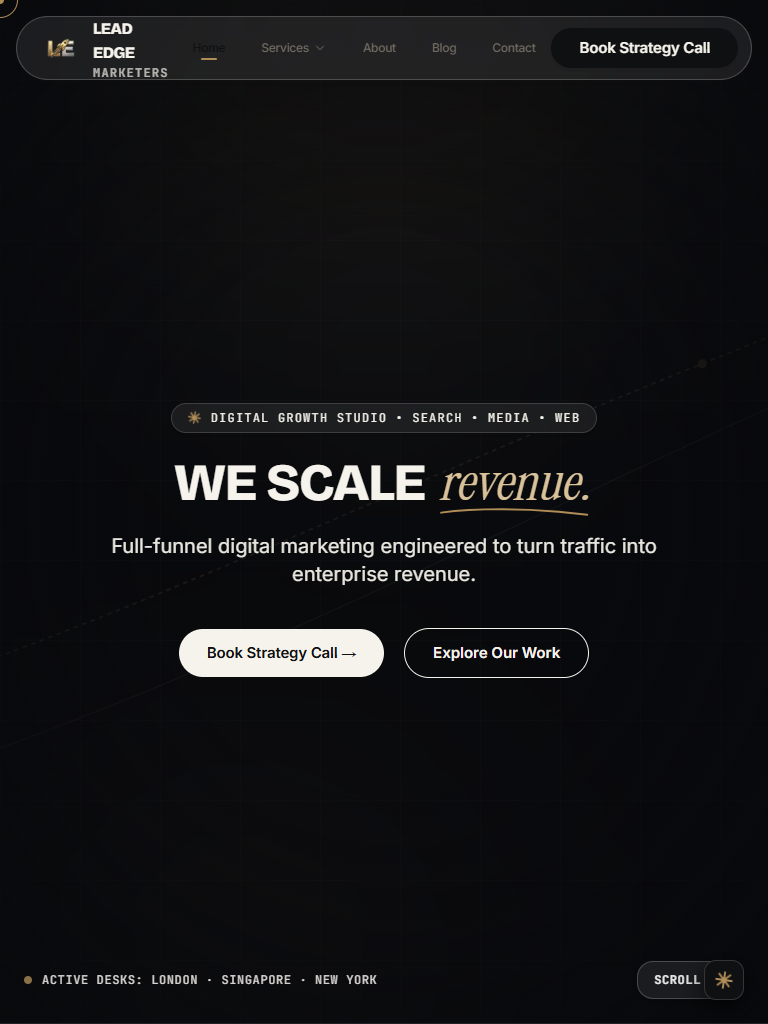 LE
LEAD
EDGE
MARKETERS
Home
Services
About
Blog
Contact
Book Strategy Call
DIGITAL GROWTH STUDIO • SEARCH • MEDIA • WEB
WE SCALE revenue.
Full-funnel digital marketing engineered to turn traffic into
enterprise revenue.
Book Strategy Call →
Explore Our Work
ACTIVE DESKS: LONDON · SINGAPORE · NEW YORK
SCROLL